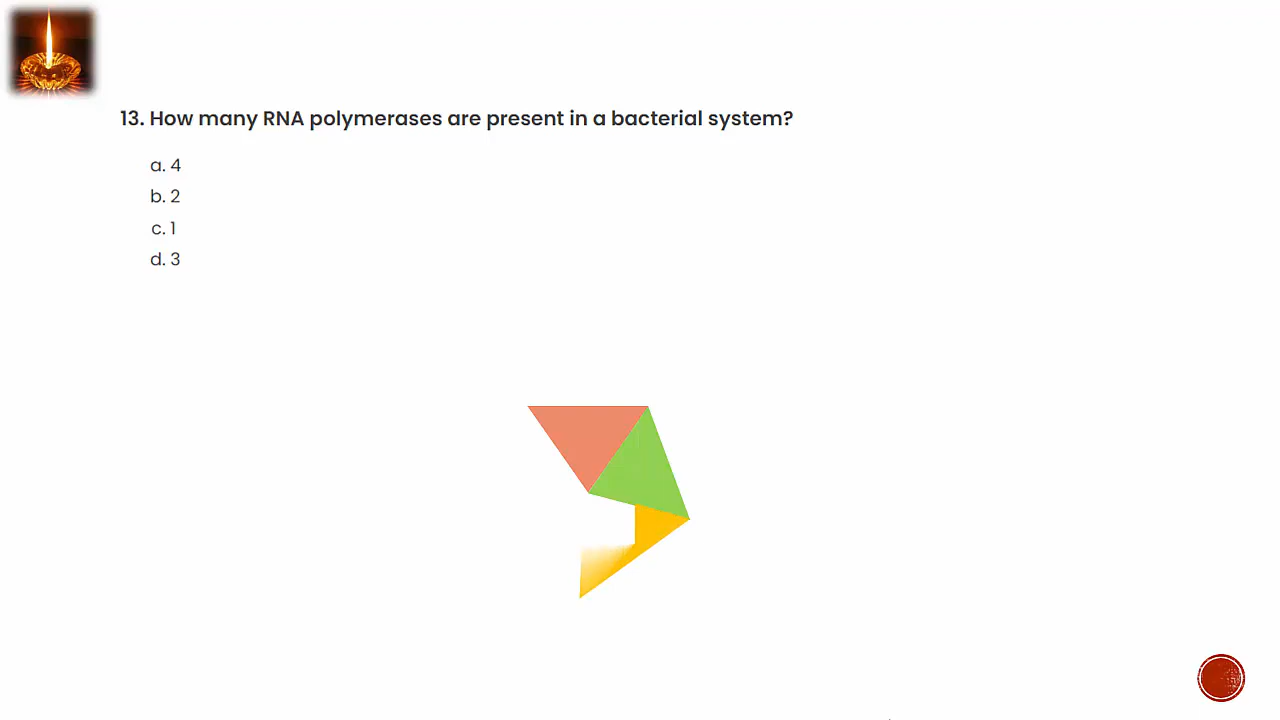 13. How many RNA polymerases are present in a bacterial system?
a. 4
b. 2
c. 1
d. 3